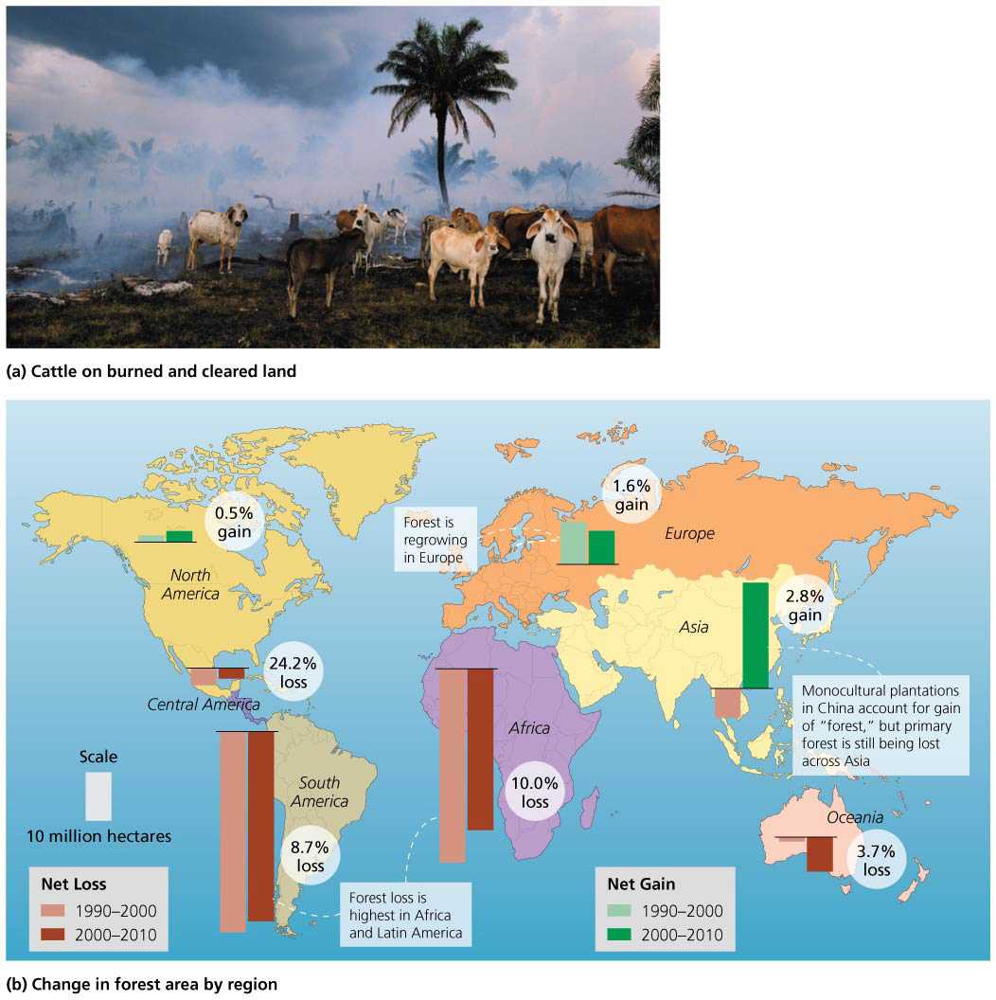 (a) Cattle on burned and cleared land
0.5%
gain
North
America
Forest is
regrowing
in Europe
1.6%
gain
Europe
2.8%
gain
Asia
Monocultural plantations
in China account for gain
of “forest,” but primary
forest is still being lost
across Asia
24.2%
loss
Central America
Africa
10.0%
loss
South
America
8.7%
loss
Oceania
3.7%
loss
Scale
10 million hectares
Forest loss is
highest in Africa
and Latin America
Net Loss
1990–2000
2000–2010
Net Gain
1990–2000
2000–2010
(b) Change in forest area by region